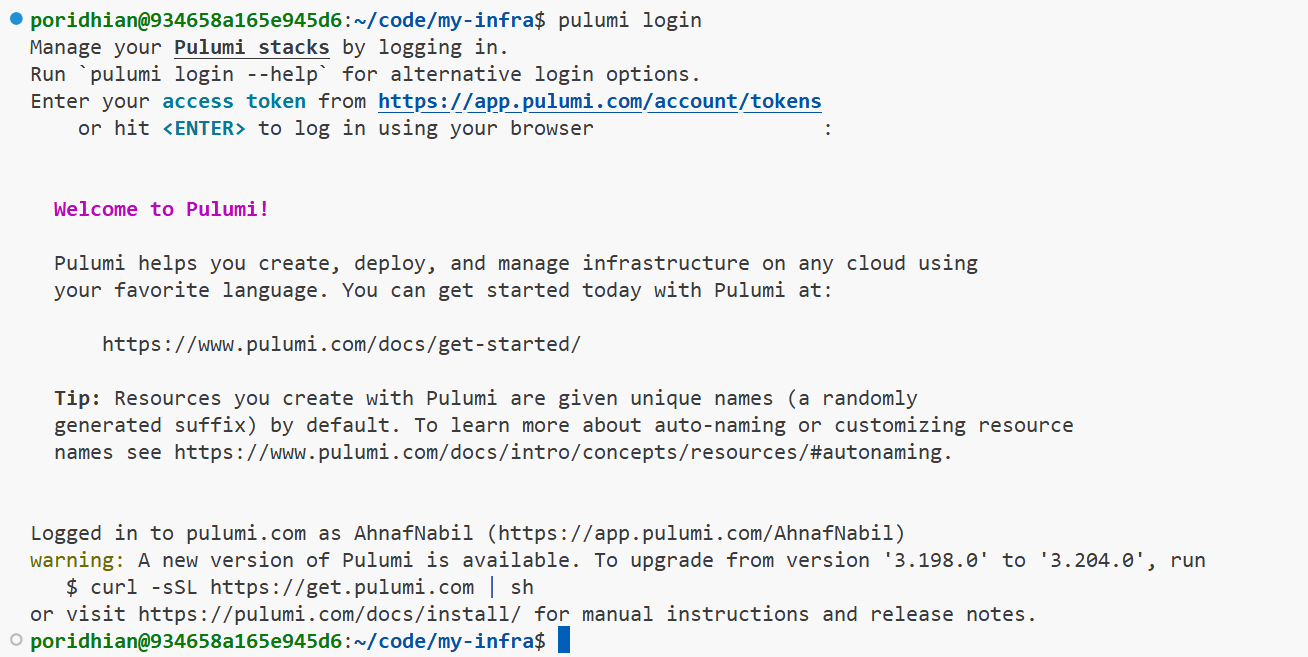 poridhian@934658a165e945d6:~/code/my-infra$ pulumi login
Manage your Pulumi stacks by logging in.
Run `pulumi login --help` for alternative login options.
Enter your access token from https://app.pulumi.com/account/tokens
    or hit <ENTER> to log in using your browser                   :
  Welcome to Pulumi!
  Pulumi helps you create, deploy, and manage infrastructure on any cloud using
  your favorite language. You can get started today with Pulumi at:
      https://www.pulumi.com/docs/get-started/
  Tip: Resources you create with Pulumi are given unique names (a randomly
  generated suffix) by default. To learn more about auto-naming or customizing resource
  names see https://www.pulumi.com/docs/intro/concepts/resources/#autonaming.
Logged in to pulumi.com as AhnafNabil (https://app.pulumi.com/AhnafNabil)
warning: A new version of Pulumi is available. To upgrade from version '3.198.0' to '3.204.0', run
   $ curl -sSL https://get.pulumi.com | sh
or visit https://pulumi.com/docs/install/ for manual instructions and release notes.
poridhian@934658a165e945d6:~/code/my-infra$